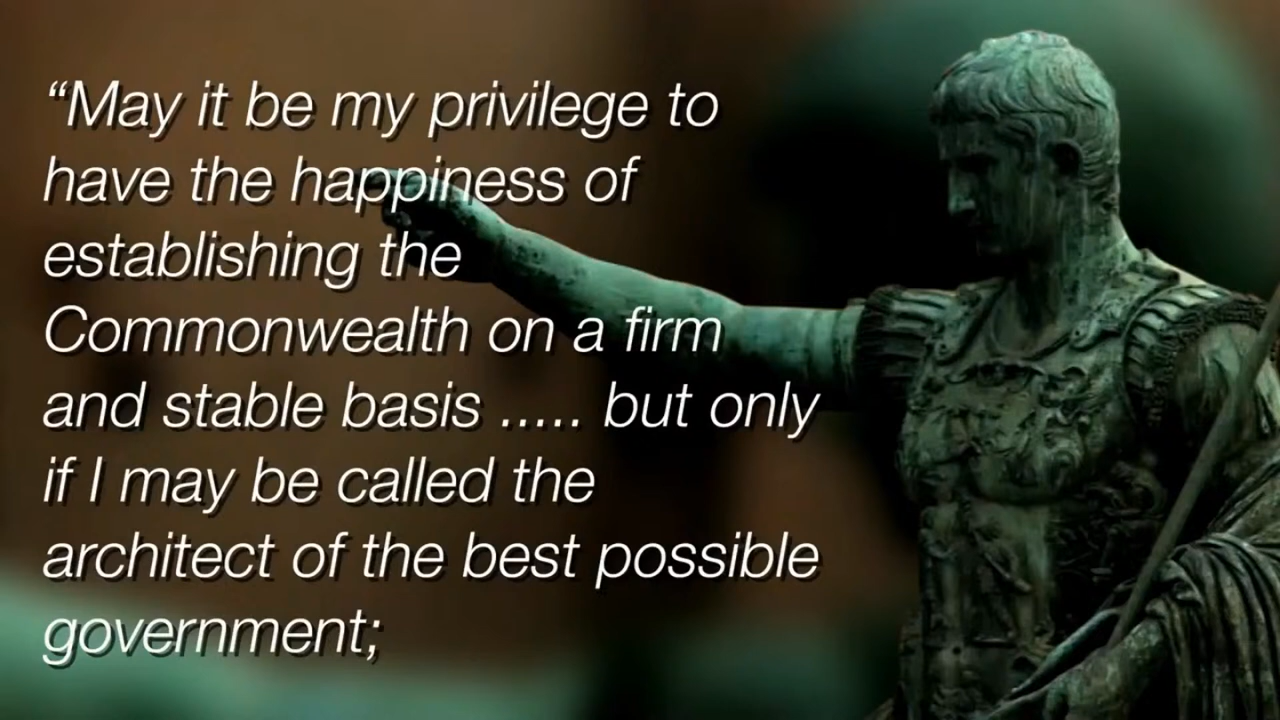 “May it be my privilege to
have the happiness of
establishing the
Commonwealth on a firm
and stable basis ..... but only
if I may be called the
architect of the best possible
government;